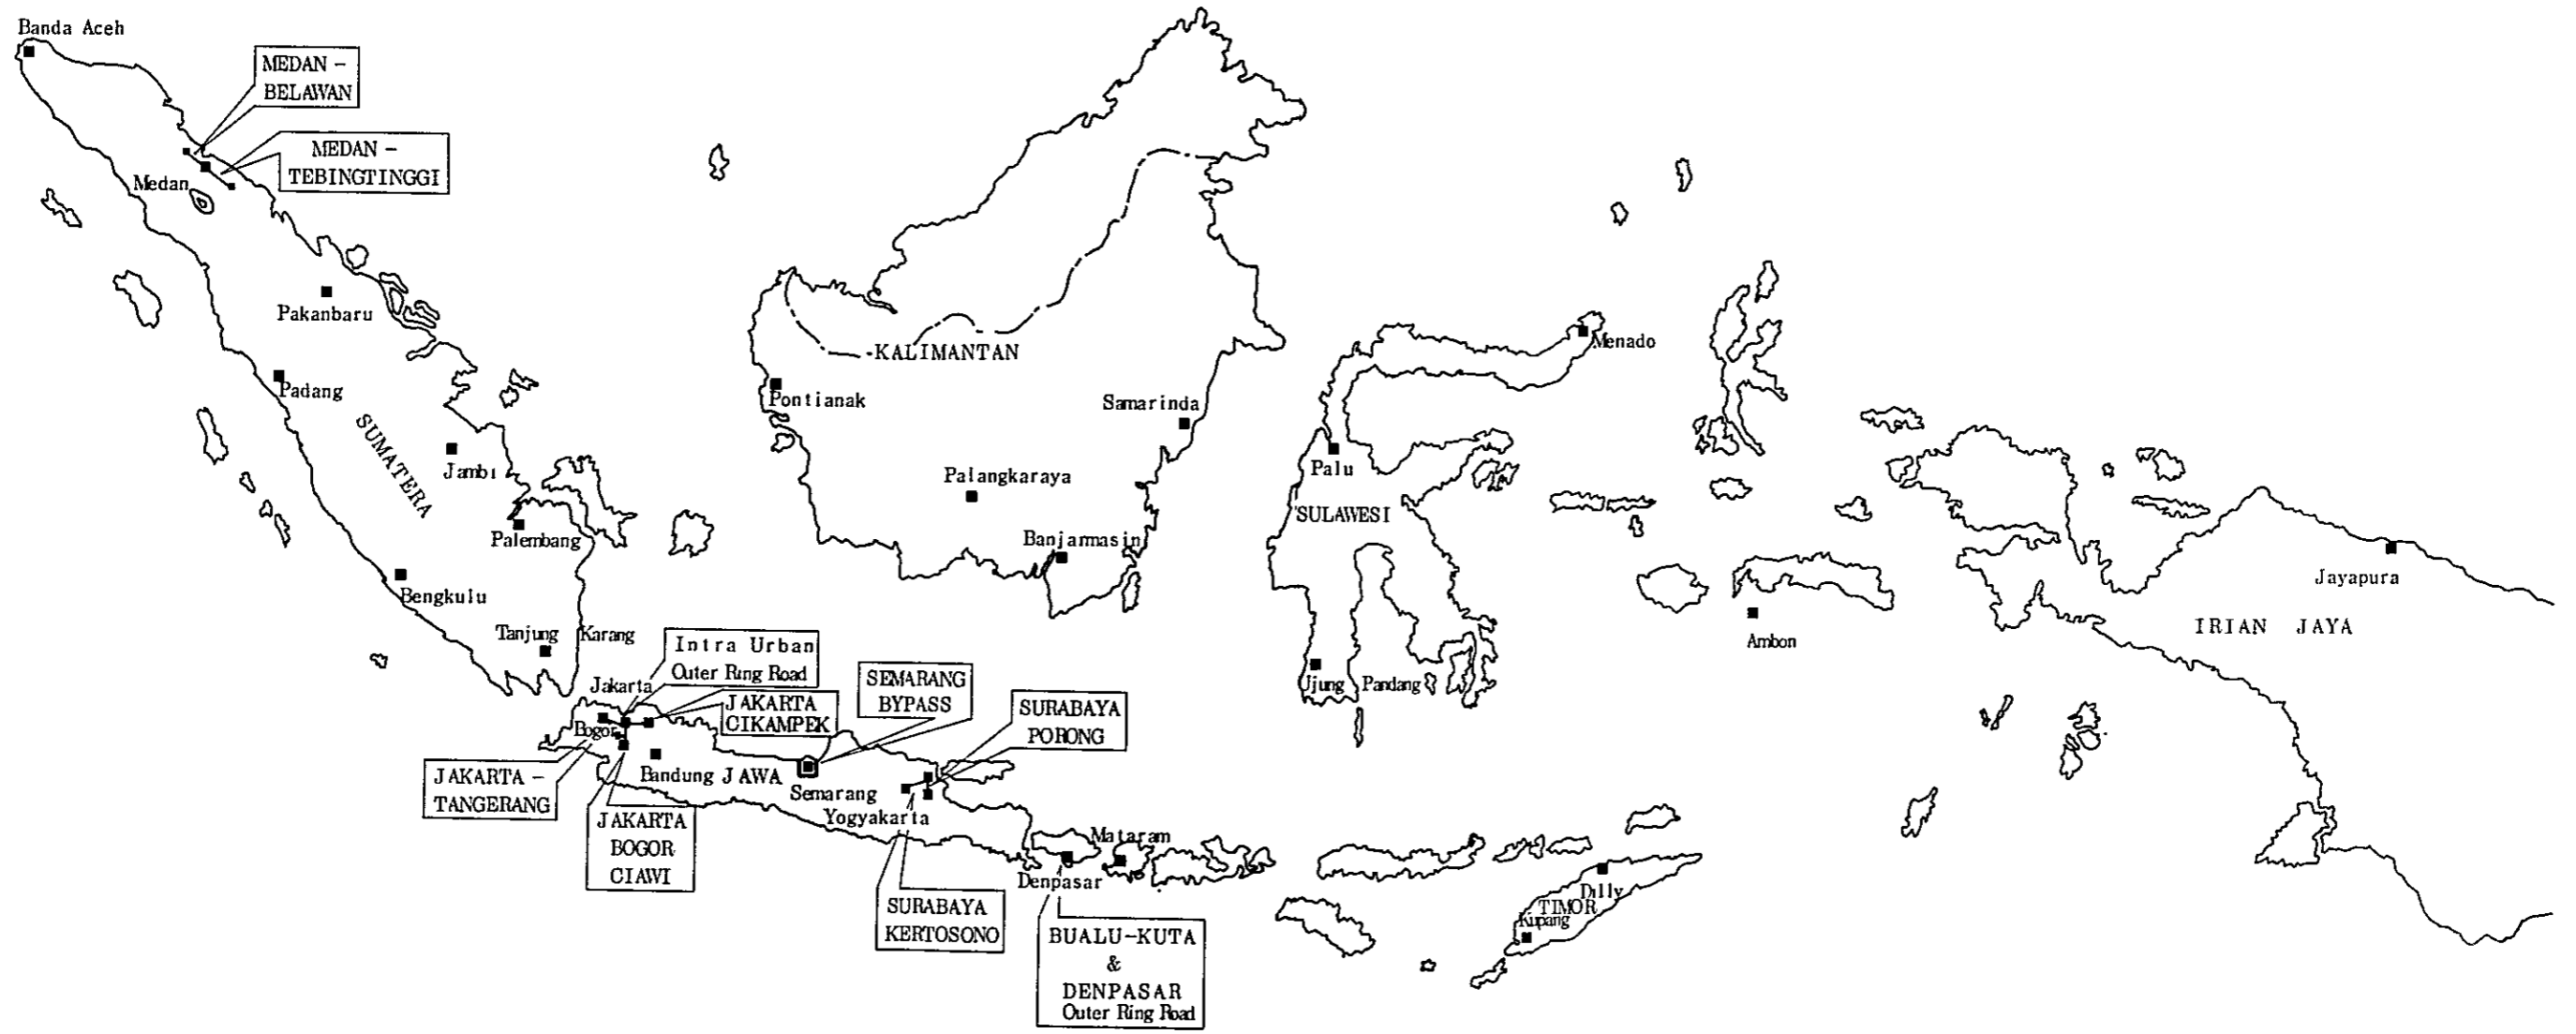 Banda Aceh
MEDAN -
BELAWAN
MEDAN -
TEBINGTINGGI
Medan
Pakanbaru
Padang
SUMATERA
Jambi
Palembang
Bengkulu
Tanjung Karang
KALIMANTAN
Pontianak
Samarinda
Palangkaraya
Banjarmasin
Menado
Palu
SULAWESI
Ujung Pandang
Ambon
Jayapura
IRIAN JAYA
Intra Urban
Outer Ring Road
Jakarta
JAKARTA
CIKAMPEK
SEMARANG
BYPASS
SURABAYA
PORONG
Bogor
Bandung
JAWA
Semarang
Yogyakarta
JAKARTA -
TANGERANG
JAKARTA
BOGOR
CIAWI
SURABAYA
KERTOSONO
Mataram
Denpasar
BUALU-KUTA
&
DENPASAR
Outer Ring Road
Dilly
TIMOR
Kupang